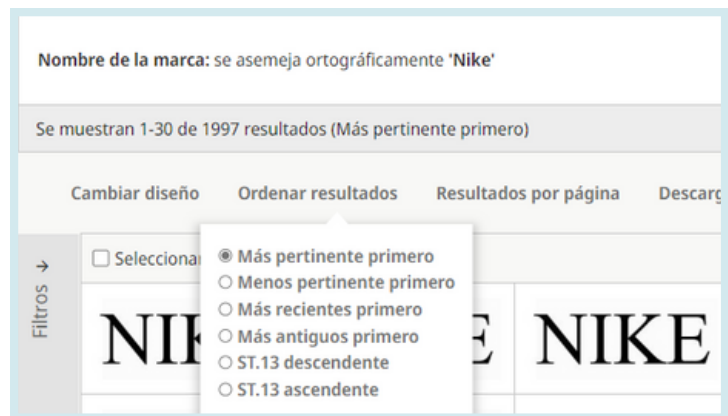 Nombre de la marca: se asemeja ortográficamente 'Nike'
Se muestran 1-30 de 1997 resultados (Más pertinente primero)
Cambiar diseño Ordenar resultados Resultados por página
Filtros →
Más pertinente primero
Menos pertinente primero
Más recientes primero
Más antiguos primero
ST.13 descendente
ST.13 ascendente
NIKE